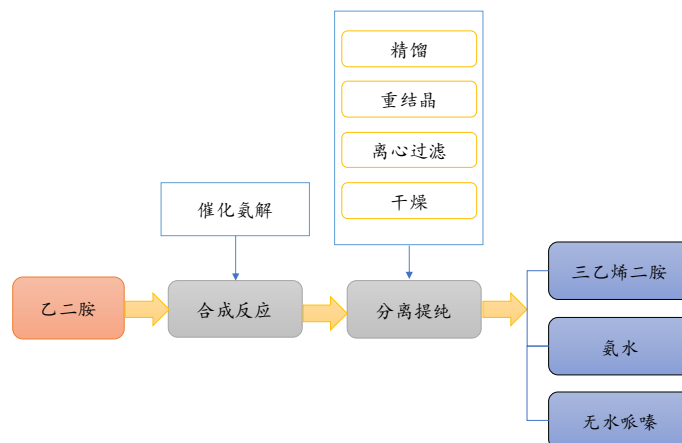 精馏
重结晶
离心过滤
干燥
催化氨解
乙二胺
合成反应
分离提纯
三乙烯二胺
氨水
无水哌嗪